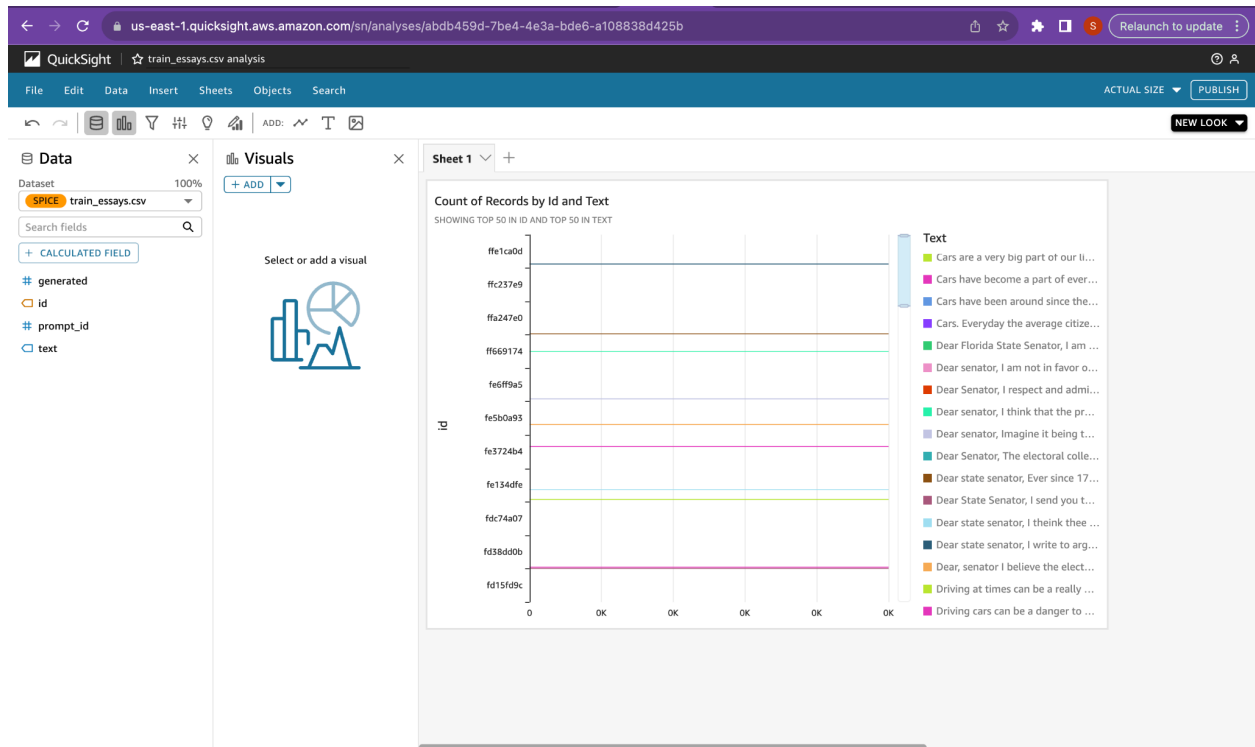 us-east-1.quicksight.aws.amazon.com/sn/analyses/abdb459d-7be4-4e3a-bde6-a108838d425b
S
Relaunch to update
QuickSight
train_essays.csv analysis
File Edit Data Insert Sheets Objects Search
ACTUAL SIZE
PUBLISH
ADD:
T
NEW LOOK
Data
Dataset
100%
SPICE train_essays.csv
Search fields
+ CALCULATED FIELD
# generated
id
# prompt_id
text
Visuals
+ ADD
Select or add a visual
Sheet 1
Count of Records by Id and Text
SHOWING TOP 50 IN ID AND TOP 50 IN TEXT
id
ffe1ca0d
ffc237e9
ffa247e0
ff669174
fe6ff9a5
fe5b0a93
fe3724b4
fe134dfe
fdc74a07
fd38dd0b
fd15fd9c
0 0K 0K 0K 0K 0K
Text
Cars are a very big part of our li...
Cars have become a part of ever...
Cars have been around since the...
Cars. Everyday the average citize...
Dear Florida State Senator, I am ...
Dear senator, I am not in favor o...
Dear Senator, I respect and admi...
Dear senator, I think that the pr...
Dear senator, Imagine it being t...
Dear Senator, The electoral colle...
Dear state senator, Ever since 17...
Dear State Senator, I send you t...
Dear state senator, I theink thee ...
Dear state senator, I write to arg...
Dear, senator I believe the elect...
Driving at times can be a really ...
Driving cars can be a danger to ...